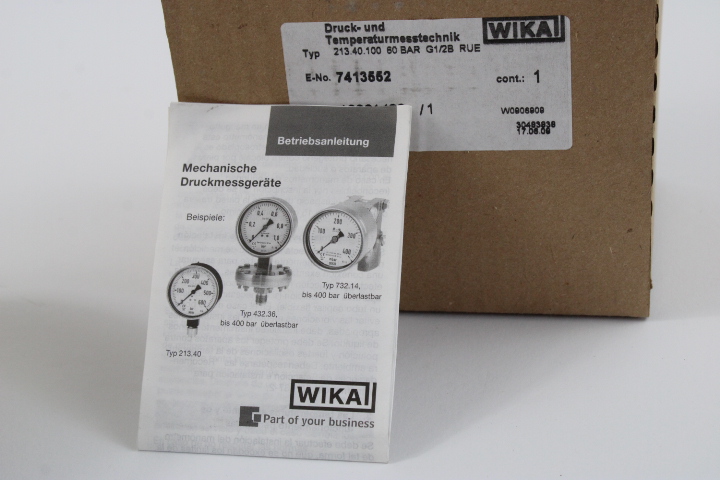 Druck- und
Temperaturmesstechnik
WIKA
Typ 213.40.100 60 BAR G1/2B RUE
E-No. 7413552
cont.: 1
/1
W0906909
30483838
17.06.09
Betriebsanleitung
Mechanische
Druckmessgeräte
Beispiele:
Typ 732.14,
bis 400 bar überlastbar
Typ 432.36,
bis 400 bar überlastbar
Typ 213.40
WIKA
Part of your business